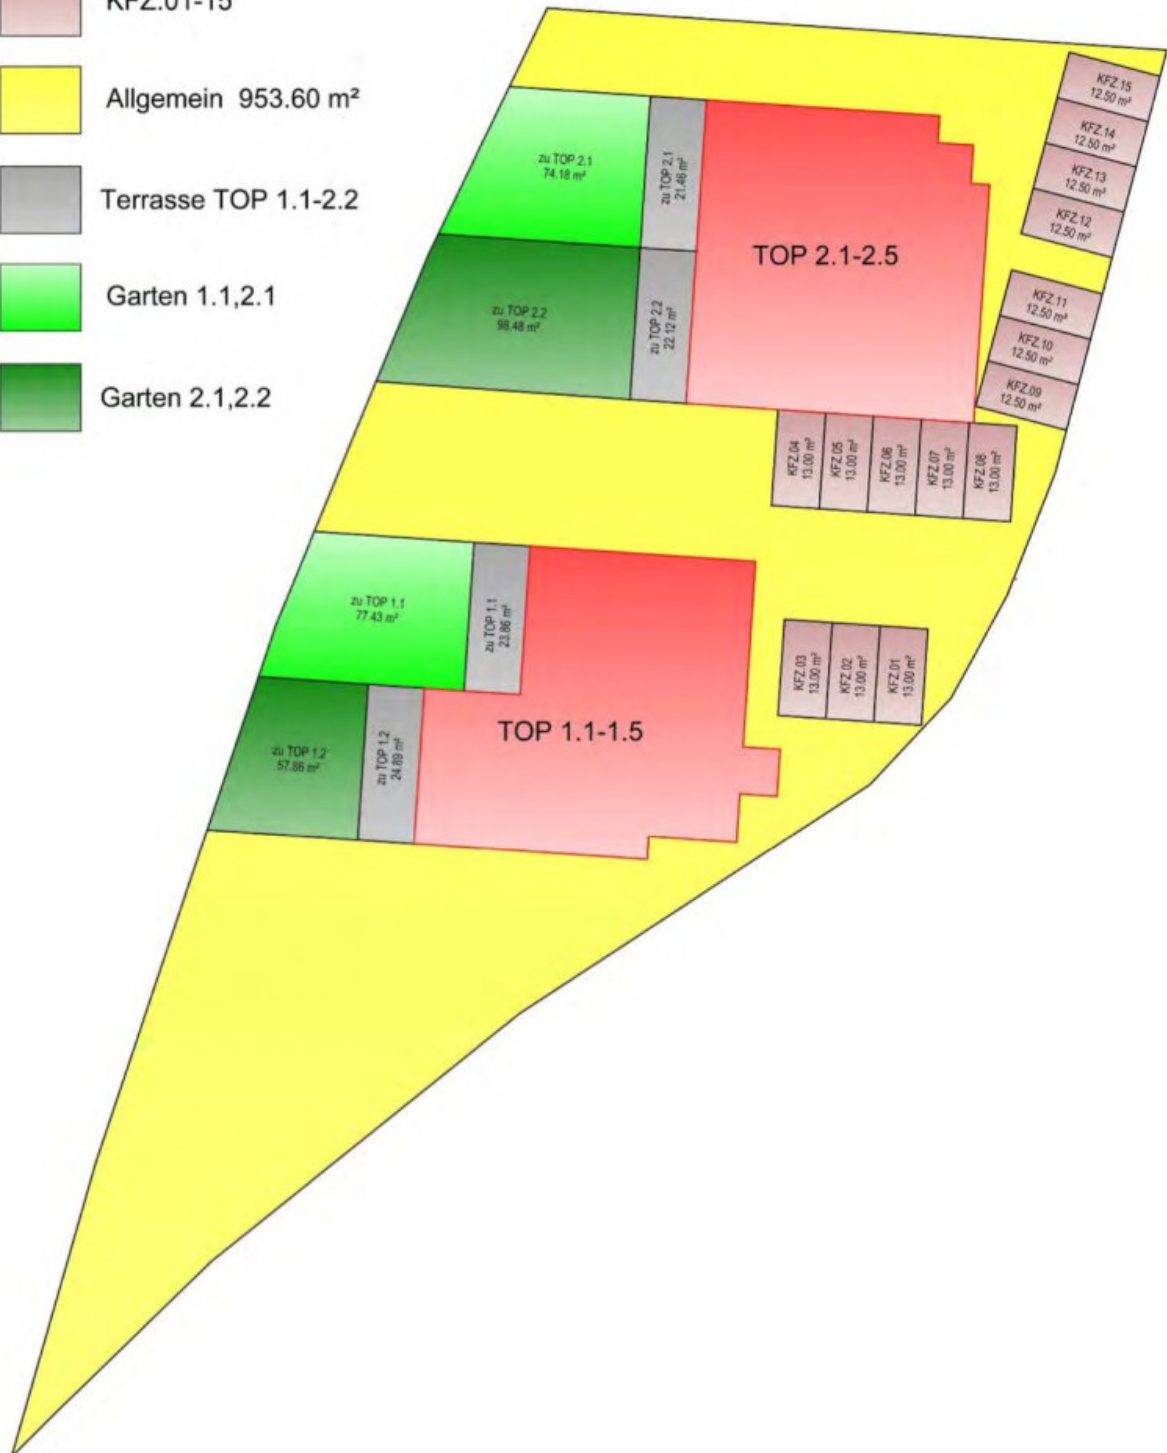 KFZ.01-15
Allgemein 953.60 m²
Terrasse TOP 1.1-2.2
Garten 1.1,2.1
Garten 2.1,2.2
KFZ.15
12.50 m²
KFZ.14
12.50 m²
KFZ.13
12.50 m²
KFZ.12
12.50 m²
zu TOP 2.1
74.18 m²
zu TOP 2.1
21.46 m²
TOP 2.1-2.5
zu TOP 2.2
98.48 m²
zu TOP 2.2
22.12 m²
KFZ.11
12.50 m²
KFZ.10
12.50 m²
KFZ.09
12.50 m²
KFZ.04
13.00 m²
KFZ.05
13.00 m²
KFZ.06
13.00 m²
KFZ.07
13.00 m²
KFZ.08
13.00 m²
zu TOP 1.1
77.43 m²
zu TOP 1.1
23.86 m²
KFZ.03
13.00 m²
KFZ.02
13.00 m²
KFZ.01
13.00 m²
TOP 1.1-1.5
zu TOP 1.2
57.86 m²
zu TOP 1.2
24.89 m²